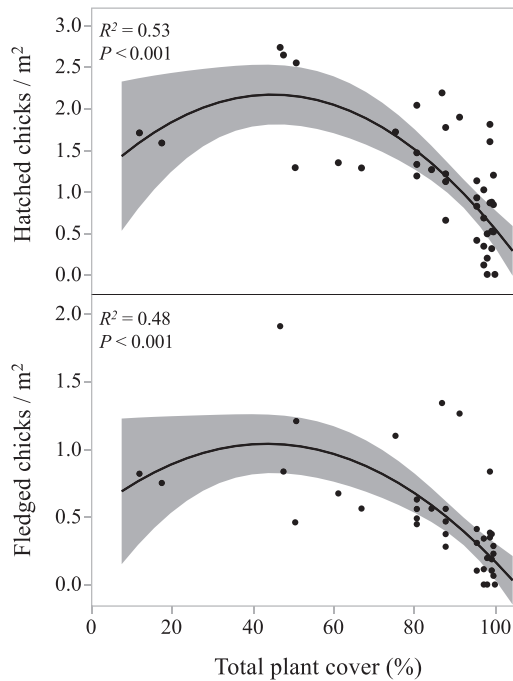 R² = 0.53
P < 0.001
3.0
2.5
2.0
1.5
1.0
0.5
0.0
Hatched chicks / m²
R² = 0.48
P < 0.001
2.0
1.5
1.0
0.5
0.0
Fledged chicks / m²
0 20 40 60 80 100
Total plant cover (%)